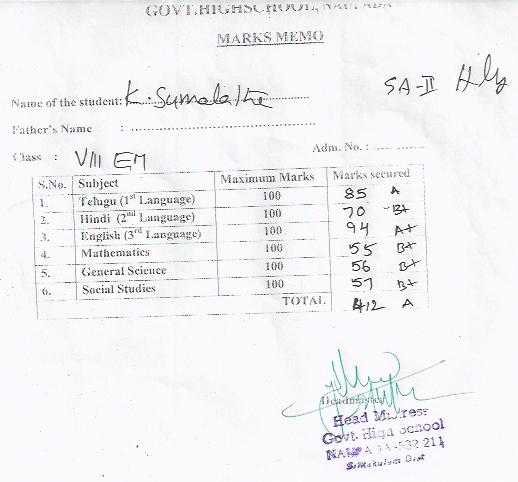 GOVT.HIGHSCHOOL, NAUPADA
MARKS MEMO
SA-II Hly
Name of the student: K. Sumalatha
Father's Name :
Adm. No. :
Class : VIII EM
S.No. Subject Maximum Marks Marks secured
1. Telugu (1st Language) 100 85 A
2. Hindi (2nd Language) 100 70 B+
3. English (3rd Language) 100 94 A+
4. Mathematics 100 55 B+
5. General Science 100 56 B+
6. Social Studies 100 57 B+
TOTAL 412 A
Headmaster
Head Mistress
Govt. High School
NAUPADA-532 211
Srikakulam Dist